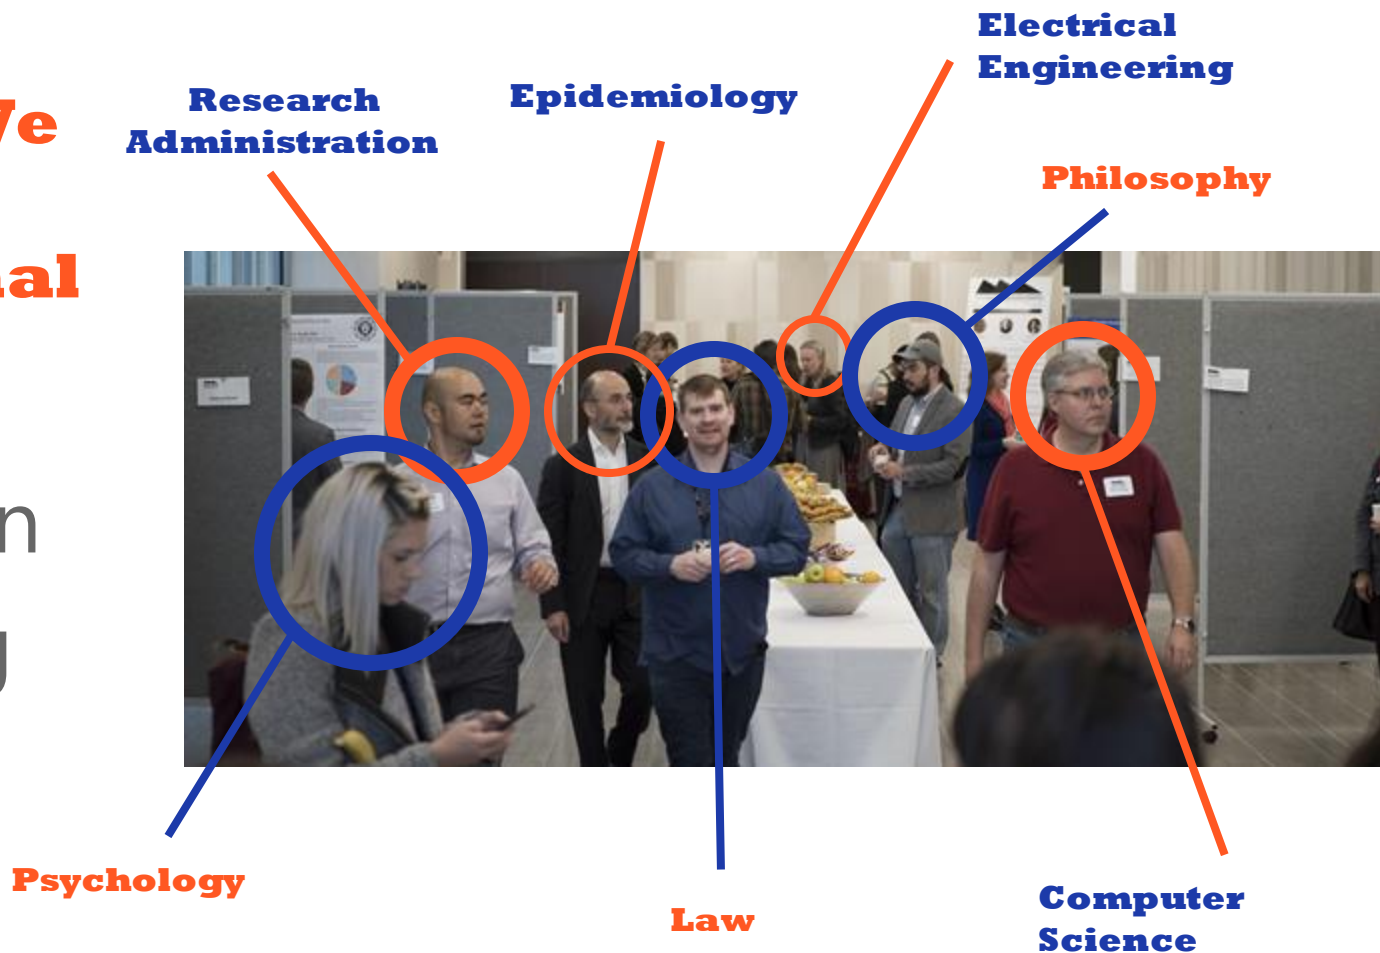 Electrical
Engineering
Research
Administration
Epidemiology
Philosophy
Psychology
Law
Computer
Science